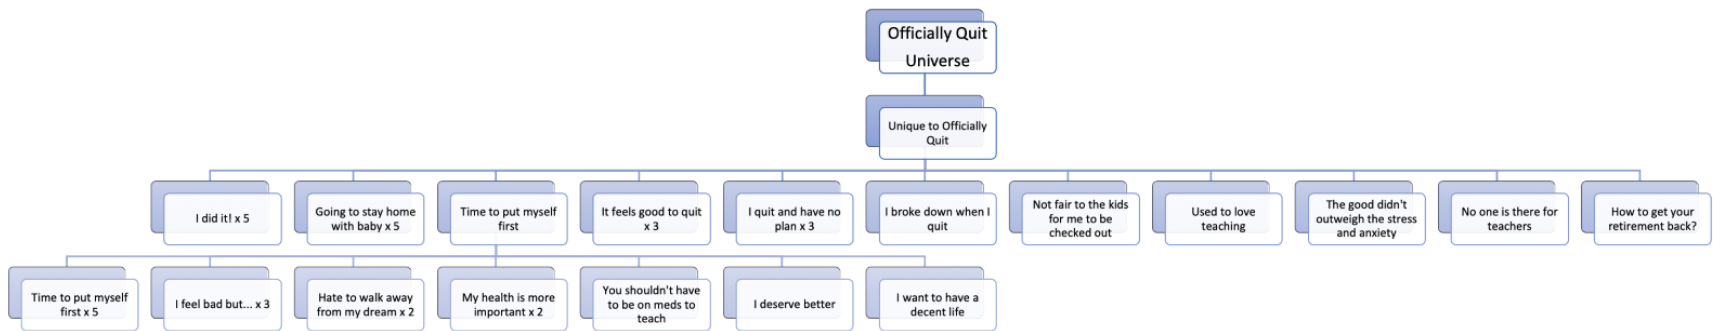 Officially Quit
Universe
Unique to Officially
Quit
I did it! x 5
Going to stay home
with baby x 5
Time to put myself
first
It feels good to quit
x 3
I quit and have no
plan x 3
I broke down when I
quit
Not fair to the kids
for me to be
checked out
Used to love
teaching
The good didn't
outweigh the stress
and anxiety
No one is there for
teachers
How to get your
retirement back?
Time to put myself
first x 5
I feel bad but... x 3
Hate to walk away
from my dream x 2
My health is more
important x 2
You shouldn't have
to be on meds to
teach
I deserve better
I want to have a
decent life